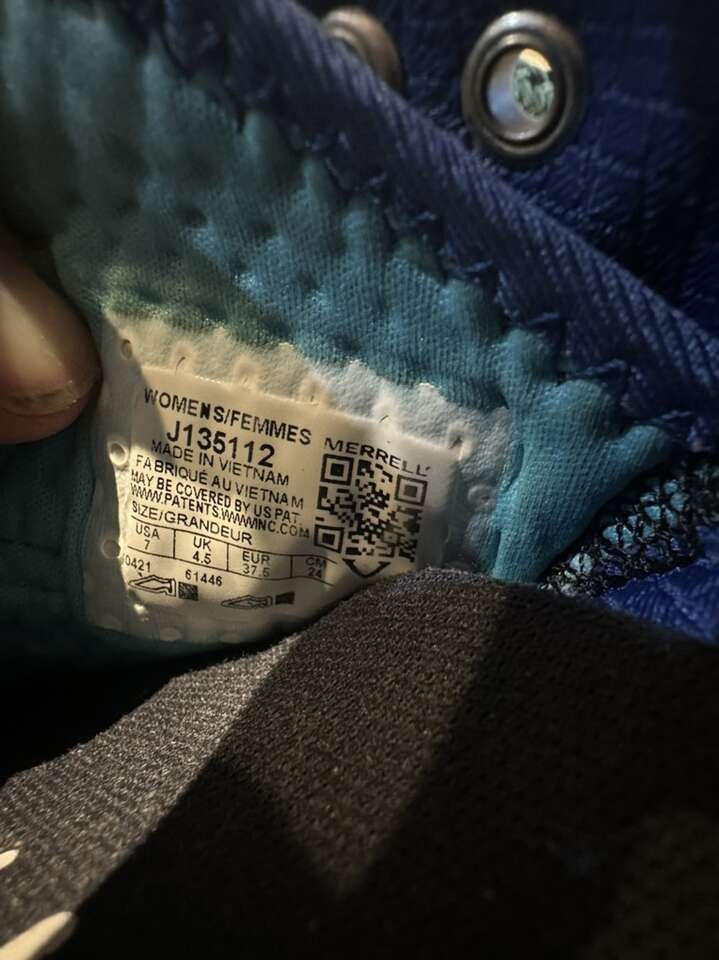 WOMENS/FEMMES
J135112
MADE IN VIETNAM
FABRIQUÉ AU VIETNAM
MAY BE COVERED BY US PAT.
WWW.PATENTS.WWWINC.COM
SIZE/GRANDEUR
USA UK EUR CM
7 4.5 37.5 24
0421 61446
MERRELL